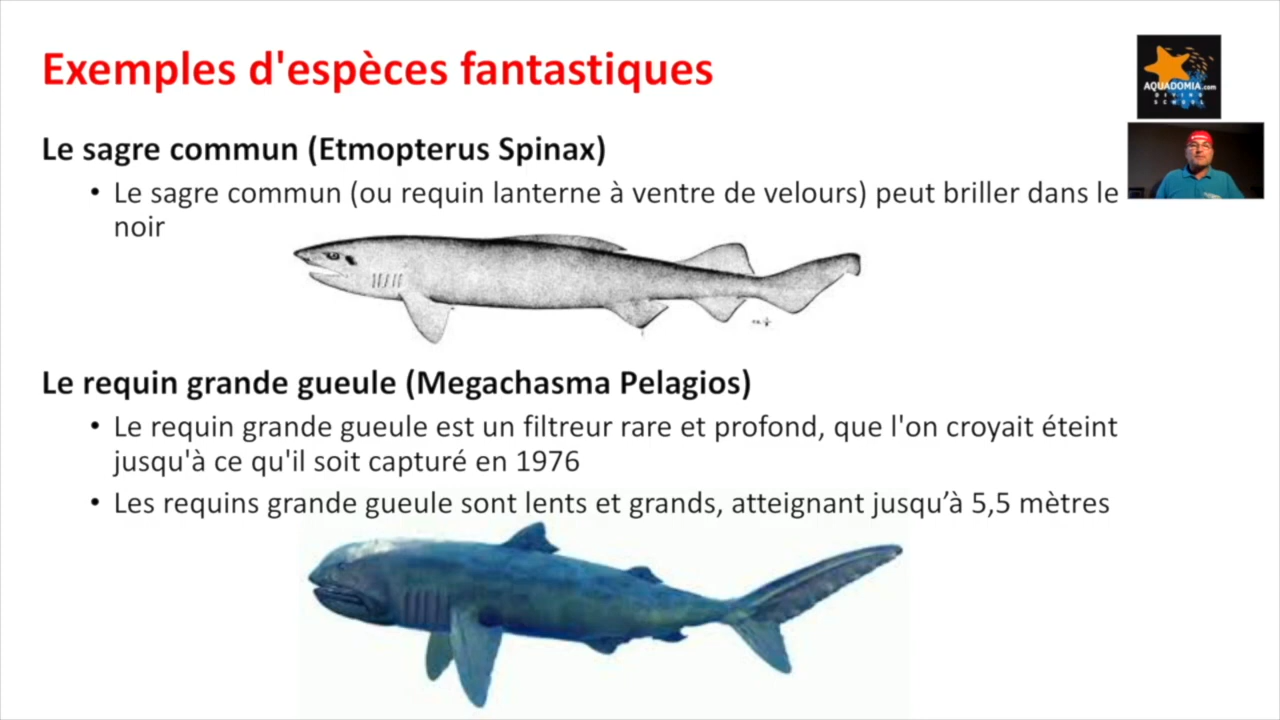 Exemples d'espèces fantastiques
AQUADOMIA.com
DIVING
SCHOOL
Le sagre commun (Etmopterus Spinax)
• Le sagre commun (ou requin lanterne à ventre de velours) peut briller dans le
noir
Le requin grande gueule (Megachasma Pelagios)
• Le requin grande gueule est un filtreur rare et profond, que l'on croyait éteint
jusqu'à ce qu'il soit capturé en 1976
• Les requins grande gueule sont lents et grands, atteignant jusqu’à 5,5 mètres